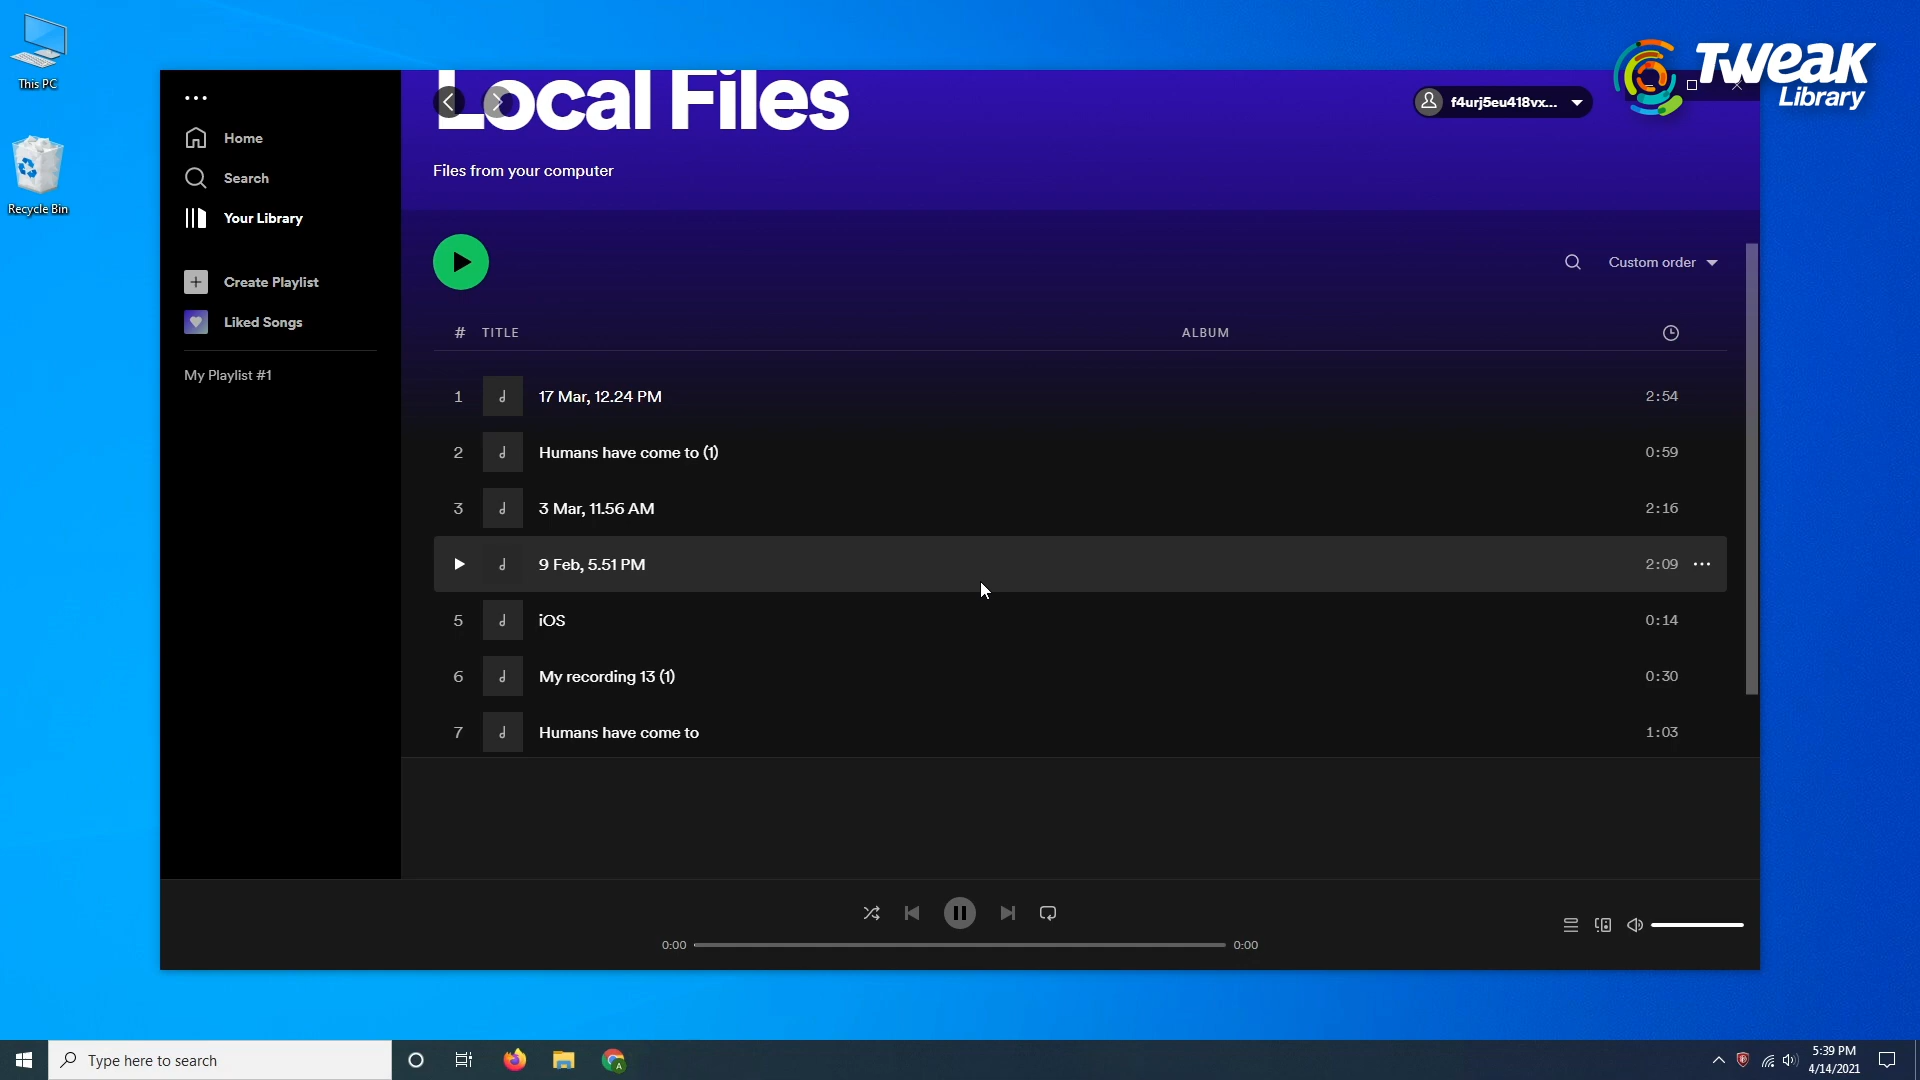 This PC
Recycle Bin
TWEAK
Library
Home
Search
Your Library
Create Playlist
Liked Songs
My Playlist #1
Local Files
f4urj5eu418vx...
Files from your computer
Custom order
# TITLE ALBUM
1 17 Mar, 12.24 PM 2:54
2 Humans have come to (1) 0:59
3 3 Mar, 11.56 AM 2:16
9 Feb, 5.51 PM 2:09
5 iOS 0:14
6 My recording 13 (1) 0:30
7 Humans have come to 1:03
0:00 0:00
Type here to search
A
5:39 PM
4/14/2021